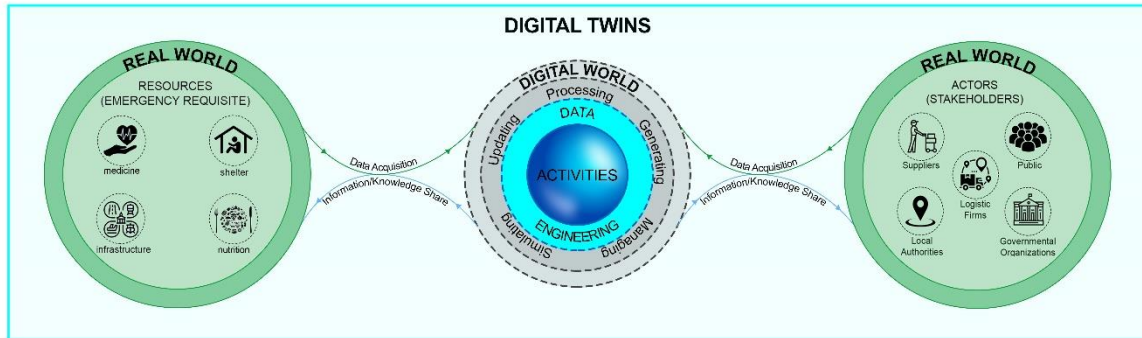 DIGITAL TWINS
REAL WORLD
RESOURCES
(EMERGENCY REQUISITE)
medicine
shelter
infrastructure
nutrition
Data Acquisition
Information/Knowledge Share
DIGITAL WORLD
Processing
Updating
Generating
Simulating
Managing
DATA
ACTIVITIES
ENGINEERING
Data Acquisition
Information/Knowledge Share
REAL WORLD
ACTORS
(STAKEHOLDERS)
Suppliers
Public
Logistic
Firms
Local
Authorities
Governmental
Organizations